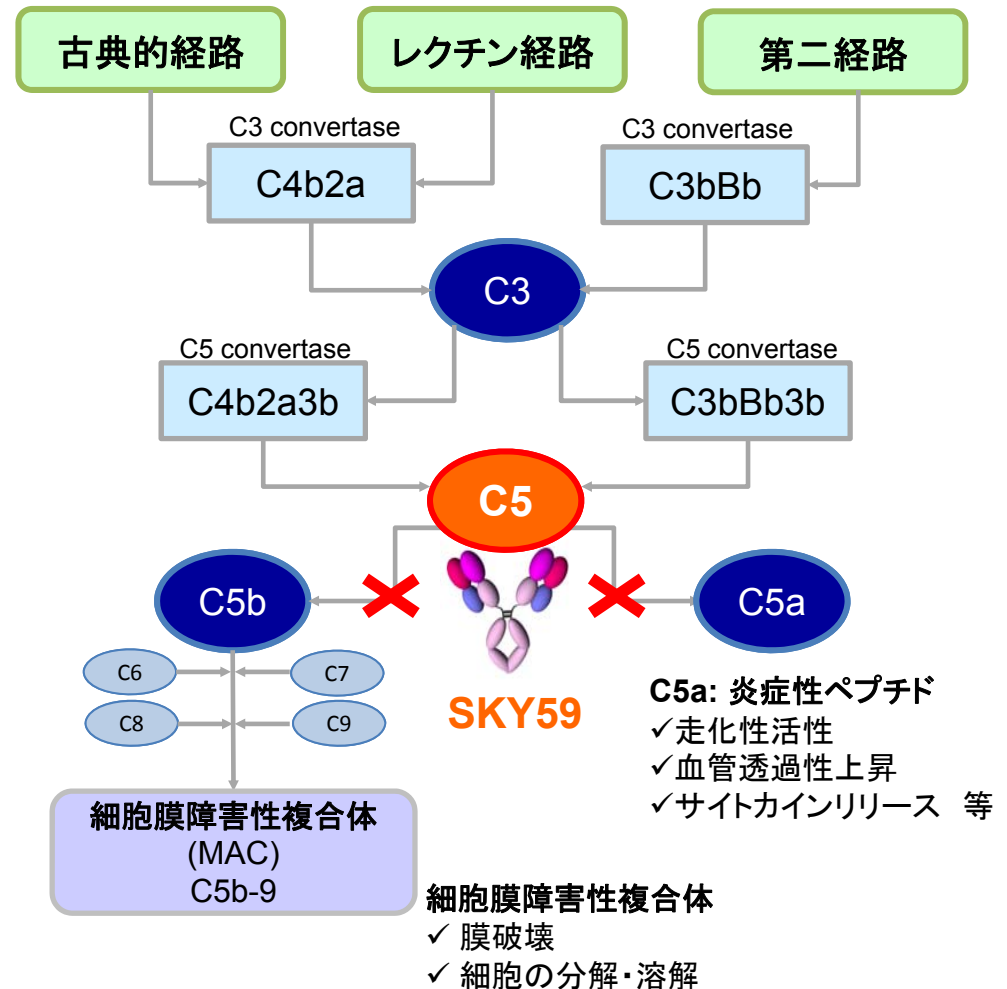 古典的経路
レクチン経路
第二経路
C3 convertase
C3 convertase
C4b2a
C3bBb
C3
C5 convertase
C5 convertase
C4b2a3b
C3bBb3b
C5
C5b
C5a
C6
C7
C8
C9
SKY59
C5a: 炎症性ペプチド
✓走化性活性
✓血管透過性上昇
✓サイトカインリリース 等
細胞膜障害性複合体
(MAC)
C5b-9
細胞膜障害性複合体
✓ 膜破壊
✓ 細胞の分解・溶解